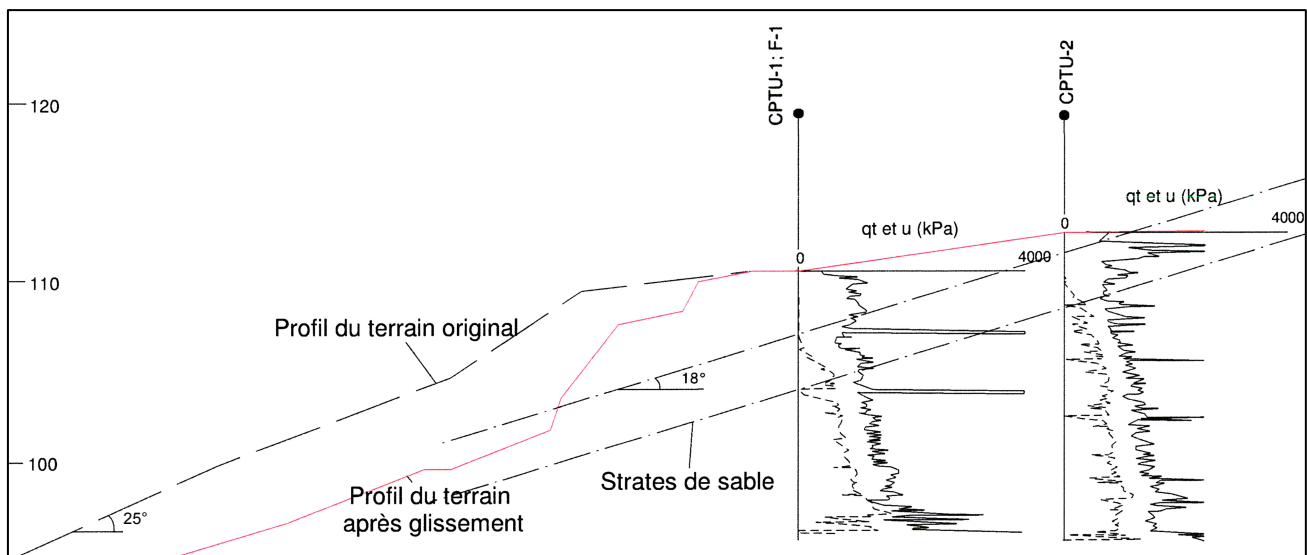 CPTU-1; F-1
CPTU-2
120
110
100
qt et u (kPa)
0
4000
qt et u (kPa)
0
4000
Profil du terrain original
18°
Strates de sable
Profil du terrain
après glissement
25°